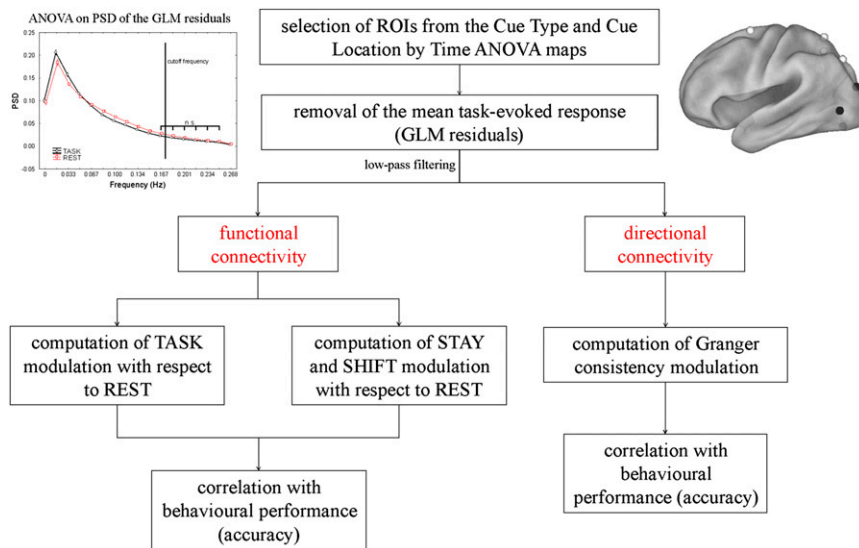 ANOVA on PSD of the GLM residuals
0.25
0.20
0.15
0.10
0.05
0.00
-0.05
PSD
cutoff frequency
n.s
TASK
REST
0 0.033 0.067 0.100 0.134 0.167 0.201 0.234 0.268
Frequency (Hz)
selection of ROIs from the Cue Type and Cue
Location by Time ANOVA maps
removal of the mean task-evoked response
(GLM residuals)
low-pass filtering
functional
connectivity
directional
connectivity
computation of TASK
modulation with respect
to REST
computation of STAY
and SHIFT modulation
with respect to REST
computation of Granger
consistency modulation
correlation with
behavioural performance
(accuracy)
correlation with
behavioural
performance (accuracy)